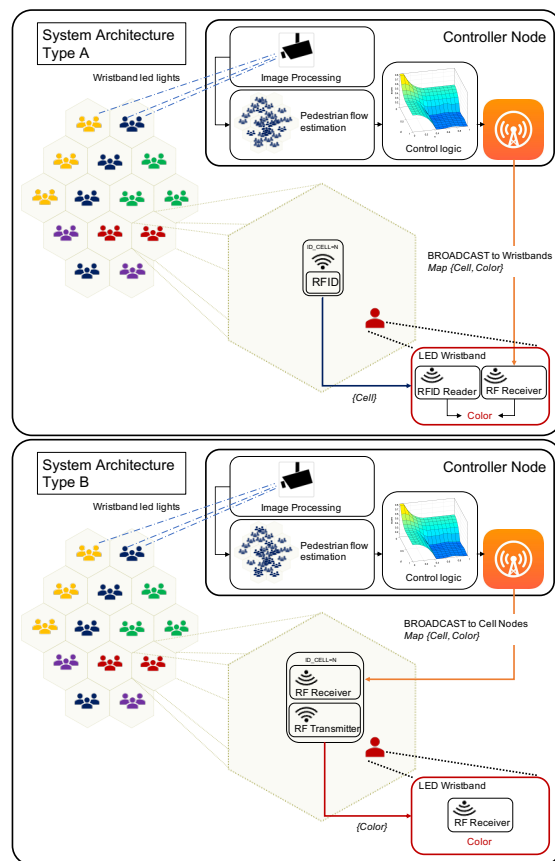 System Architecture
Type A
Controller Node
Wristband led lights
Image Processing
Pedestrian flow
estimation
Control logic
ID_CELL=N
RFID
BROADCAST to Wristbands
Map {Cell, Color}
LED Wristband
RFID Reader
RF Receiver
{Cell}
Color
System Architecture
Type B
Controller Node
Wristband led lights
Image Processing
Pedestrian flow
estimation
Control logic
BROADCAST to Cell Nodes
Map {Cell, Color}
ID_CELL=N
RF Receiver
RF Transmitter
LED Wristband
RF Receiver
{Color}
Color